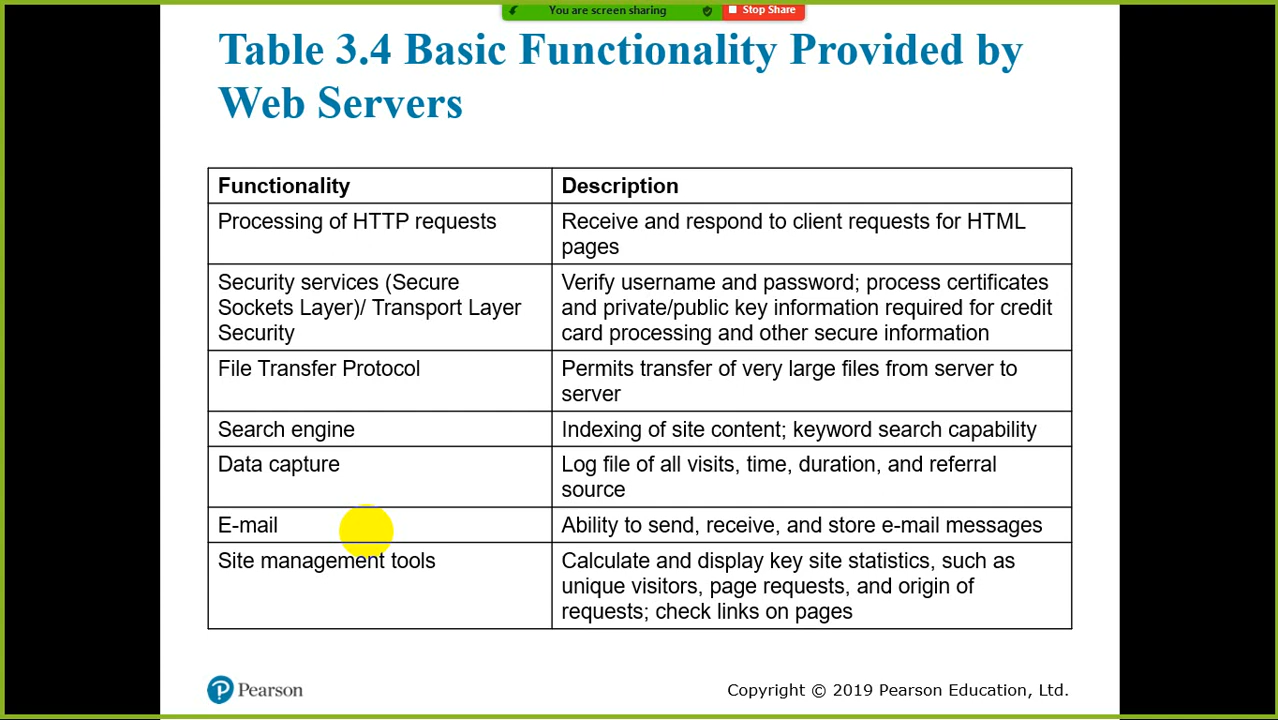 You are screen sharing
Stop Share
Table 3.4 Basic Functionality Provided by
Web Servers
Functionality
Description
Processing of HTTP requests
Receive and respond to client requests for HTML
pages
Security services (Secure
Sockets Layer)/ Transport Layer
Security
Verify username and password; process certificates
and private/public key information required for credit
card processing and other secure information
File Transfer Protocol
Permits transfer of very large files from server to
server
Search engine
Indexing of site content; keyword search capability
Data capture
Log file of all visits, time, duration, and referral
source
E-mail
Ability to send, receive, and store e-mail messages
Site management tools
Calculate and display key site statistics, such as
unique visitors, page requests, and origin of
requests; check links on pages
P Pearson
Copyright © 2019 Pearson Education, Ltd.